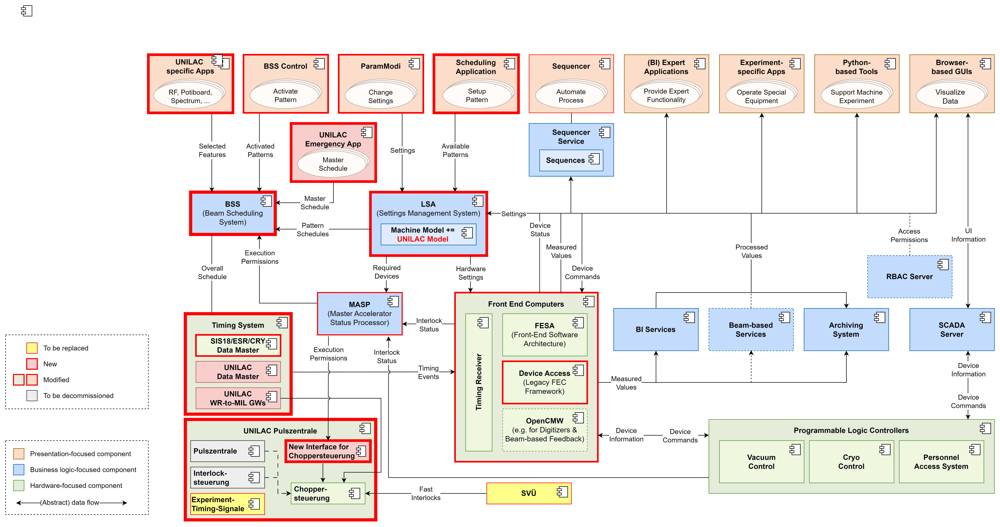 UNILAC
specific Apps
RF, Potiboard,
Spectrum, ...
BSS Control
Activate
Pattern
ParamModi
Change
Settings
Scheduling
Application
Setup
Pattern
Sequencer
Automate
Process
(BI) Expert
Applications
Provide Expert
Functionality
Experiment-
specific Apps
Operate Special
Equipment
Python-
based Tools
Support Machine
Experiment
Browser-
based GUIs
Visualize
Data
Selected
Features
Activated
Patterns
UNILAC
Emergency App
Master
Schedule
Settings
Available
Patterns
Sequencer
Service
Sequences
BSS
(Beam Scheduling
System)
Master
Schedule
Pattern
Schedules
LSA
(Settings Management System)
Machine Model +=
UNILAC Model
Settings
Device
Status
Measured
Values
Device
Commands
Processed
Values
Access
Permissions
UI
Information
Overall
Schedule
Execution
Permissions
Required
Devices
Hardware
Settings
RBAC Server
MASP
(Master Accelerator
Status Processor)
Interlock
Status
Execution
Permissions
Interlock
Status
Timing
Events
Front End Computers
Timing Receiver
FESA
(Front-End Software
Architecture)
Device Access
(Legacy FEC
Framework)
OpenCMW
(e.g. for Digitizers &
Beam-based Feedback)
BI Services
Beam-based
Services
Archiving
System
SCADA
Server
Measured
Values
Device
Information
Device
Commands
Device
Information
Device
Commands
Programmable Logic Controllers
Vacuum
Control
Cryo
Control
Personnel
Access System
Timing System
SIS18/ESR/CRY
Data Master
UNILAC
Data Master
UNILAC
WR-to-MIL GWs
UNILAC Pulszentrale
Pulszentrale
Interlock-
steuerung
Experiment-
Timing-Signale
New Interface for
Choppersteuerung
Chopper-
steuerung
Fast
Interlocks
SVÜ
To be replaced
New
Modified
To be decommissioned
Presentation-focused component
Business logic-focused component
Hardware-focused component
(Abstract) data flow